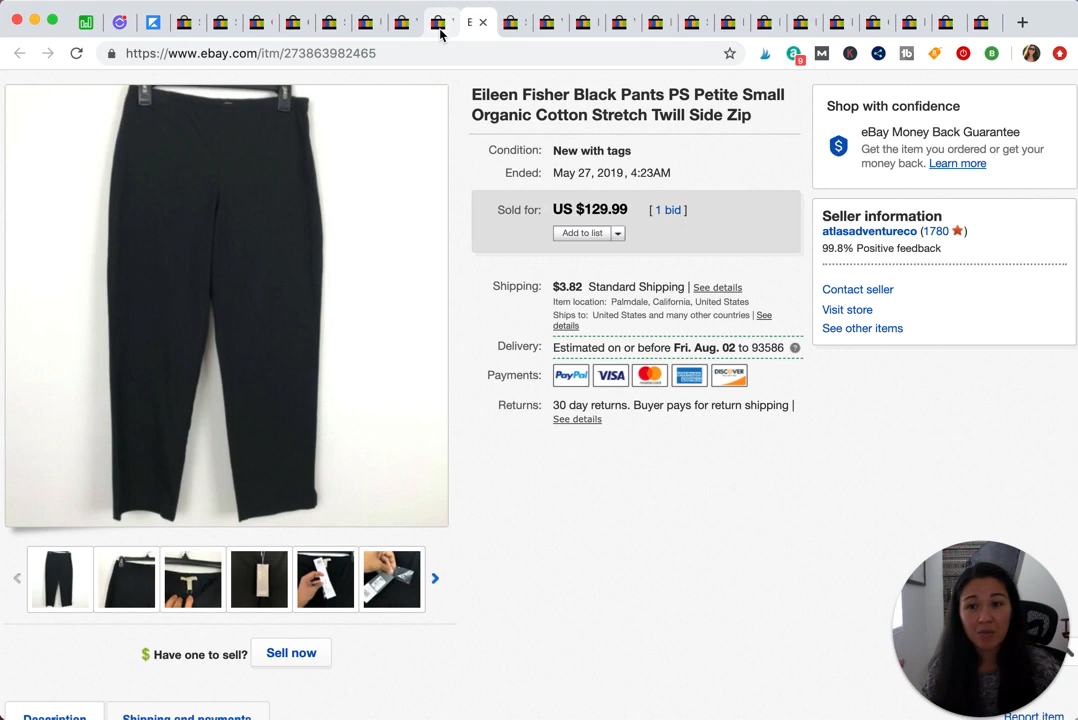 E
9
https://www.ebay.com/itm/273863982465
Eileen Fisher Black Pants PS Petite Small
Organic Cotton Stretch Twill Side Zip
Condition: New with tags
Ended: May 27, 2019 , 4:23AM
Sold for: US $129.99 [ 1 bid ]
Add to list
Shipping: $3.82 Standard Shipping | See details
Item location: Palmdale, California, United States
Ships to: United States and many other countries | See
details
Delivery: Estimated on or before Fri. Aug. 02 to 93586 ?
Payments: PayPal VISA DISCOVER
Returns: 30 day returns. Buyer pays for return shipping |
See details
Shop with confidence
eBay Money Back Guarantee
Get the item you ordered or get your
money back. Learn more
Seller information
atlasadventureco (1780 )
99.8% Positive feedback
Contact seller
Visit store
See other items
$ Have one to sell? Sell now
Description
Shipping and payments
Report item